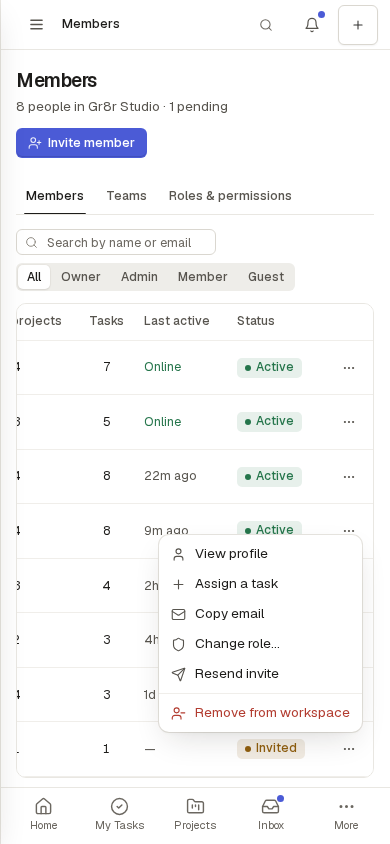 Members
Members
8 people in Gr8r Studio · 1 pending
Invite member
Members Teams Roles & permissions
Search by name or email
All Owner Admin Member Guest
Tasks Last active Status
7 Online Active
5 Online Active
8 22m ago Active
8 9m ago Active
View profile
Assign a task
4
Copy email
3
Change role...
Resend invite
3 1d
Remove from workspace
1 — Invited
Home My Tasks Projects Inbox More